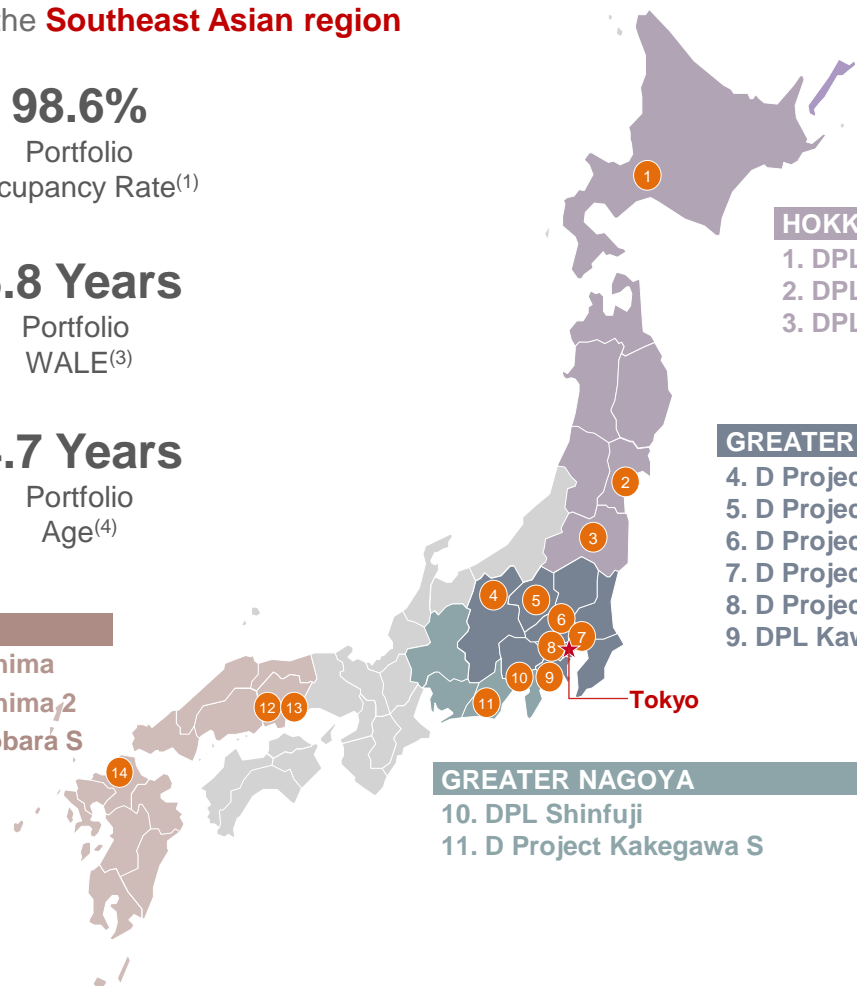 the Southeast Asian region
98.6%
Portfolio
cupancy Rate(1)
.8 Years
Portfolio
WALE(3)
.7 Years
Portfolio
Age(4)
1
HOKK
1. DPL
2. DPL
3. DPL
2
3
GREATER
4. D Projec
5. D Projec
6. D Projec
7. D Projec
8. D Projec
9. DPL Kaw
4
5
6
7
8
9
10
11
12
13
14
Tokyo
hima
hima 2
obara S
GREATER NAGOYA
10. DPL Shinfuji
11. D Project Kakegawa S